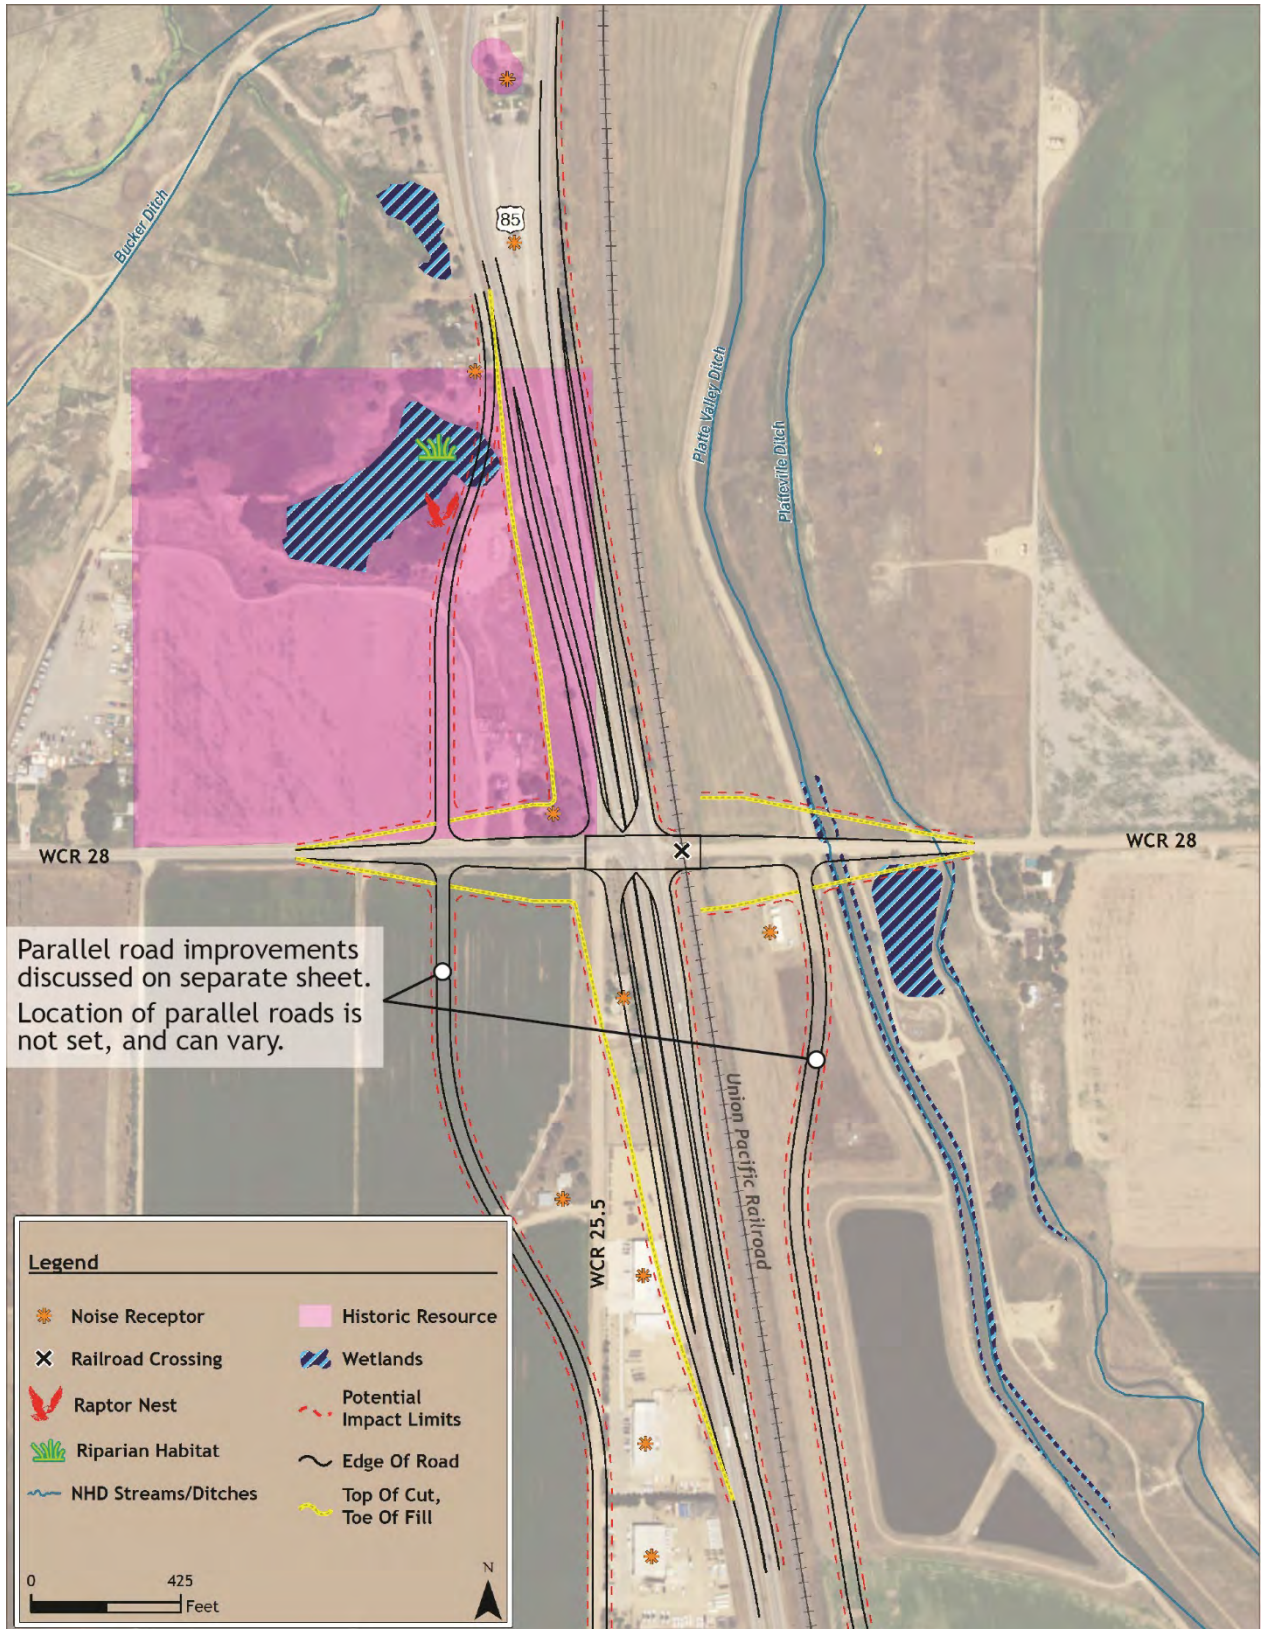 85
Bucker Ditch
Platte Valley Ditch
Platteville Ditch
WCR 28
WCR 28
Parallel road improvements
discussed on separate sheet.
Location of parallel roads is
not set, and can vary.
Union Pacific Railroad
WCR 25.5
Legend
Noise Receptor
Railroad Crossing
Raptor Nest
Riparian Habitat
NHD Streams/Ditches
Historic Resource
Wetlands
Potential
Impact Limits
Edge Of Road
Top Of Cut,
Toe Of Fill
0
425
Feet
N